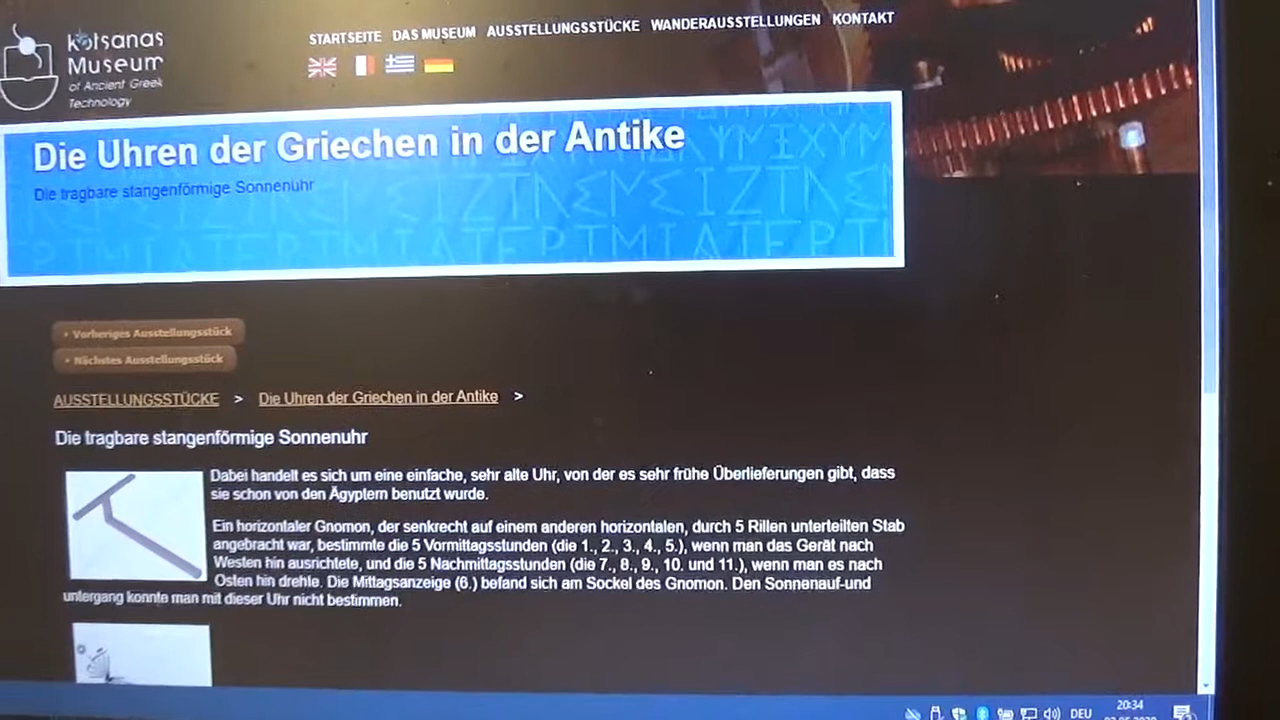 Kotsanas
Museum
of Ancient Greek
Technology
STARTSEITE DAS MUSEUM AUSSTELLUNGSSTÜCKE WANDERAUSSTELLUNGEN KONTAKT
Die Uhren der Griechen in der Antike
Die tragbare stangenförmige Sonnenuhr
Vorheriges Ausstellungsstück
Nächstes Ausstellungsstück
AUSSTELLUNGSSTÜCKE > Die Uhren der Griechen in der Antike >
Die tragbare stangenförmige Sonnenuhr
Dabei handelt es sich um eine einfache, sehr alte Uhr, von der es sehr frühe Überlieferungen gibt, dass
sie schon von den Ägyptern benutzt wurde.
Ein horizontaler Gnomon, der senkrecht auf einem anderen horizontalen, durch 5 Rillen unterteilten Stab
angebracht war, bestimmte die 5 Vormittagsstunden (die 1., 2., 3., 4., 5.), wenn man das Gerät nach
Westen hin ausrichtete, und die 5 Nachmittagsstunden (die 7., 8., 9., 10. und 11.), wenn man es nach
Osten hin drehte. Die Mittagsanzeige (6.) befand sich am Sockel des Gnomon. Den Sonnenauf-und
untergang konnte man mit dieser Uhr nicht bestimmen.
DEU
20:34